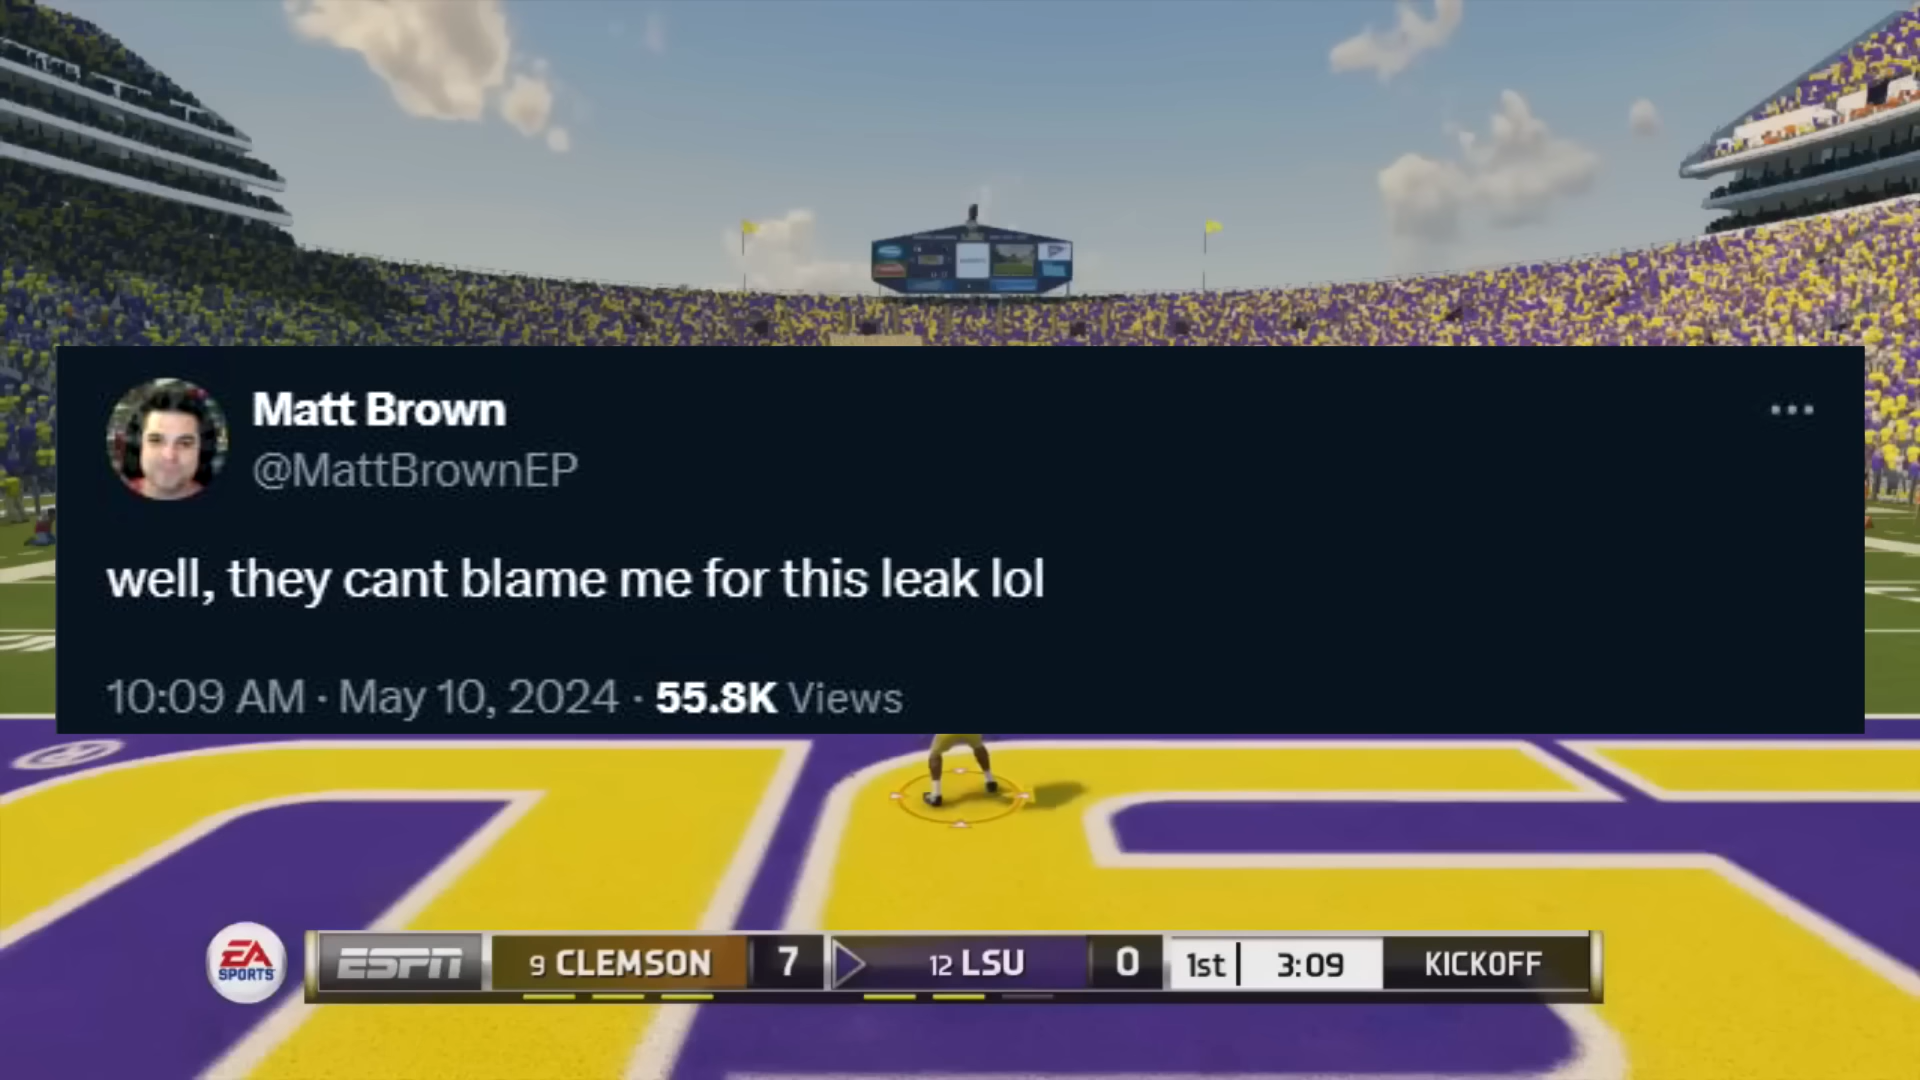 Matt Brown
@MattBrownEP
well, they cant blame me for this leak lol
10:09 AM · May 10, 2024 · 55.8K Views
EA SPORTS ESPN 9 CLEMSON 7 12 LSU 0 1st 3:09 KICKOFF